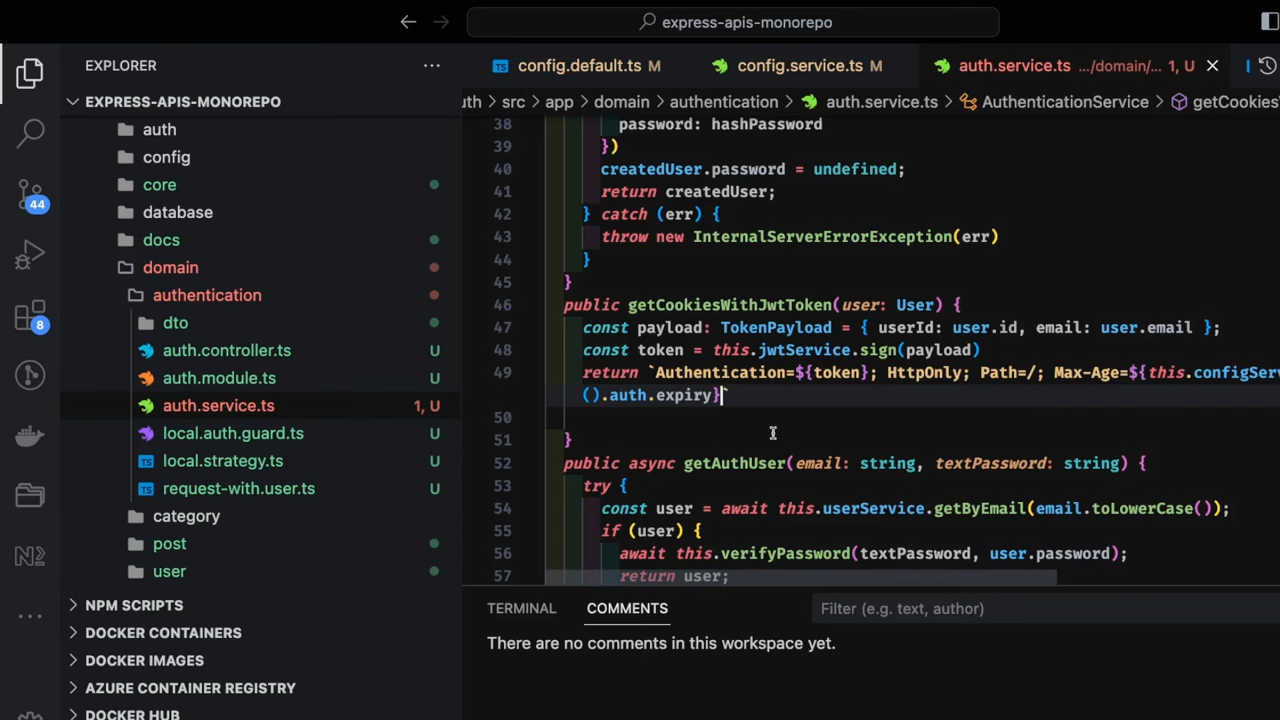 express-apis-monorepo
EXPLORER
EXPRESS-APIS-MONOREPO
auth
config
core
database
docs
domain
authentication
dto
auth.controller.ts U
auth.module.ts U
auth.service.ts 1, U
local.auth.guard.ts U
local.strategy.ts U
request-with.user.ts U
category
post
user
NPM SCRIPTS
DOCKER CONTAINERS
DOCKER IMAGES
AZURE CONTAINER REGISTRY
DOCKER HUB
44
8
config.default.ts M
config.service.ts M
auth.service.ts .../domain/... 1, U
uth > src > app > domain > authentication > auth.service.ts > AuthenticationService > getCookies
38 password: hashPassword
39 })
40 createdUser.password = undefined;
41 return createdUser;
42 } catch (err) {
43 throw new InternalServerErrorException(err)
44 }
45 }
46 public getCookiesWithJwtToken(user: User) {
47 const payload: TokenPayload = { userId: user.id, email: user.email };
48 const token = this.jwtService.sign(payload)
49 return `Authentication=${token}; HttpOnly; Path=/; Max-Age=${this.configServ
().auth.expiry}`
50
51 }
52 public async getAuthUser(email: string, textPassword: string) {
53 try {
54 const user = await this.userService.getByEmail(email.toLowerCase());
55 if (user) {
56 await this.verifyPassword(textPassword, user.password);
57 return user;
TERMINAL COMMENTS Filter (e.g. text, author)
There are no comments in this workspace yet.